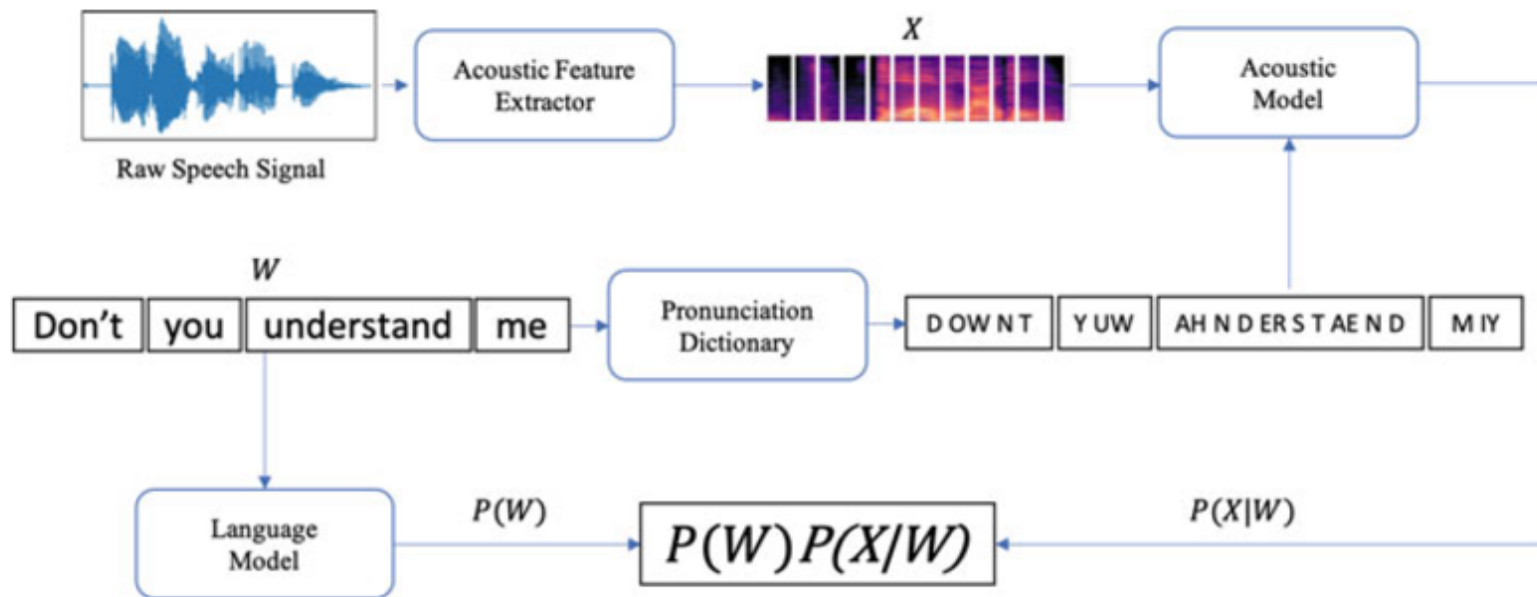 X
Acoustic Feature
Extractor
Acoustic
Model
Raw Speech Signal
W
Don't you understand me
Pronunciation
Dictionary
D OW N T Y UW AH N D ER S T AE N D M IY
Language
Model
P(W)
P(W)P(X/W)
P(X|W)